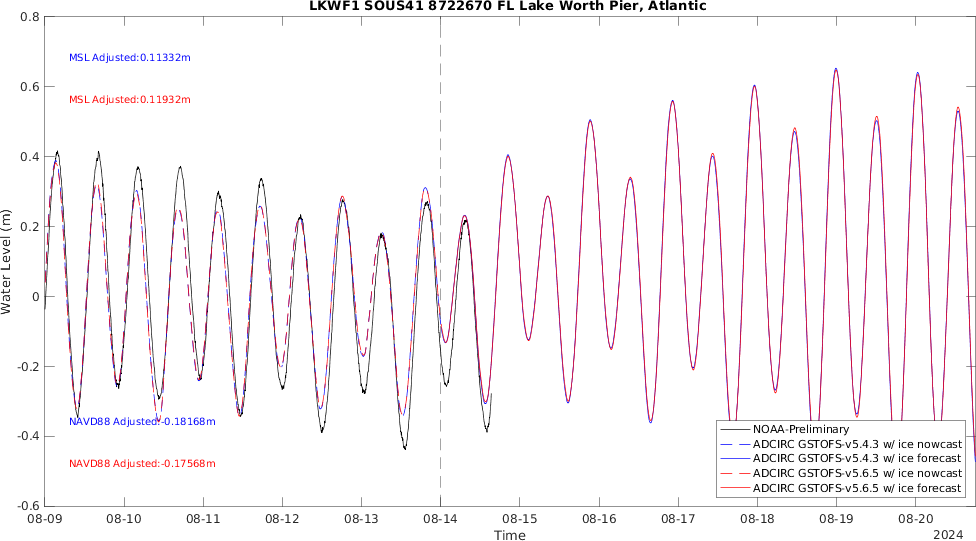 LKWF1 SOUS41 8722670 FL Lake Worth Pier, Atlantic
0.8
0.6
0.4
0.2
0
-0.2
-0.4
-0.6
Water Level (m)
MSL Adjusted:0.11332m
MSL Adjusted:0.11932m
NAVD88 Adjusted:-0.18168m
NAVD88 Adjusted:-0.17568m
NOAA-Preliminary
ADCIRC GSTOFS-v5.4.3 w/ ice nowcast
ADCIRC GSTOFS-v5.4.3 w/ ice forecast
ADCIRC GSTOFS-v5.6.5 w/ ice nowcast
ADCIRC GSTOFS-v5.6.5 w/ ice forecast
08-09 08-10 08-11 08-12 08-13 08-14 08-15 08-16 08-17 08-18 08-19 08-20
Time
2024